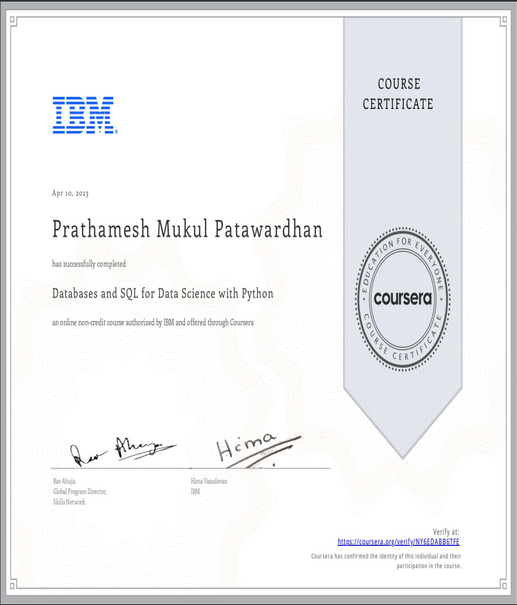 COURSE
CERTIFICATE
IBM
Apr 10, 2023
Prathamesh Mukul Patawardhan
has successfully completed
Databases and SQL for Data Science with Python
an online non-credit course authorized by IBM and offered through Coursera
EDUCATION FOR EVERYONE
coursera
COURSE CERTIFICATE
Hima
Rav Ahuja
Global Program Director,
Skills Network
Hima Vasudevan
IBM
Verify at:
https://coursera.org/verify/NY6EDABB6TFE
Coursera has confirmed the identity of this individual and their
participation in the course.